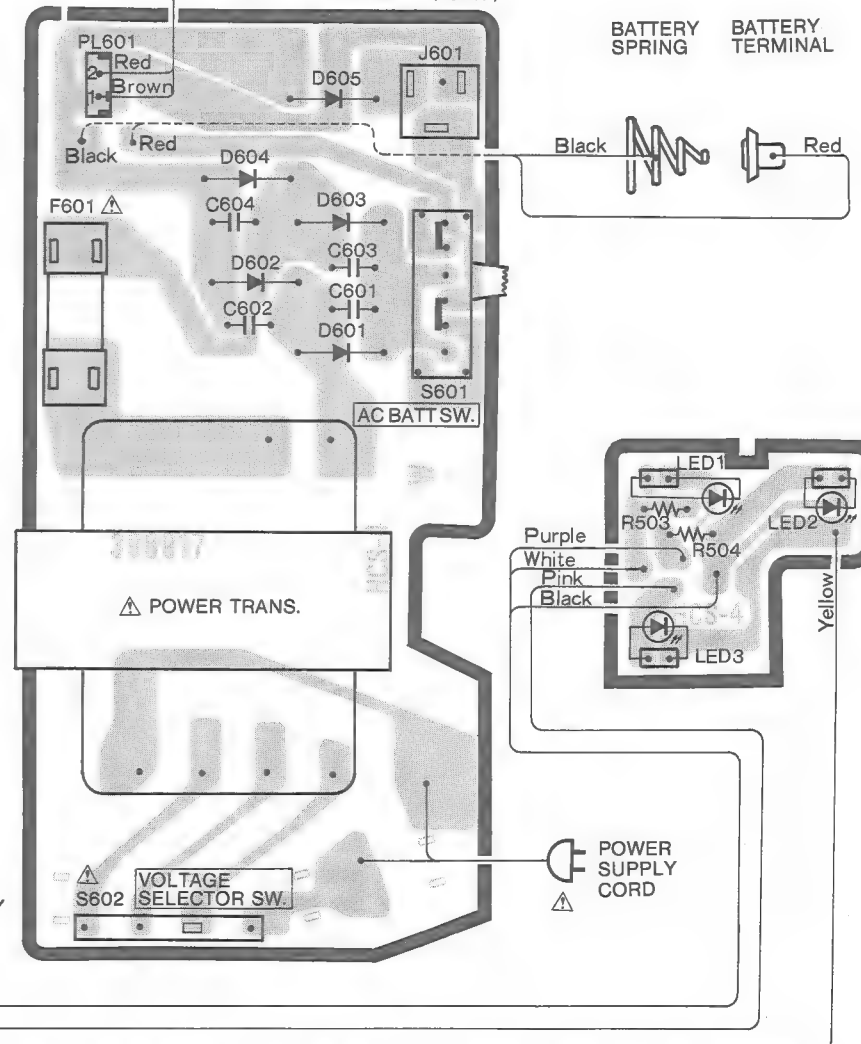 PL601
2 Red
1 Brown
Black
Red
D605
J601
BATTERY
SPRING
BATTERY
TERMINAL
Black
Red
D604
F601 ⚠
C604
D603
C603
D602
C601
C602
D601
S601
AC BATT SW.
⚠ POWER TRANS.
LED1
R503
R504
LED2
Purple
White
Pink
Black
Yellow
LED3
⚠
S602
VOLTAGE
SELECTOR SW.
POWER
SUPPLY
CORD
⚠